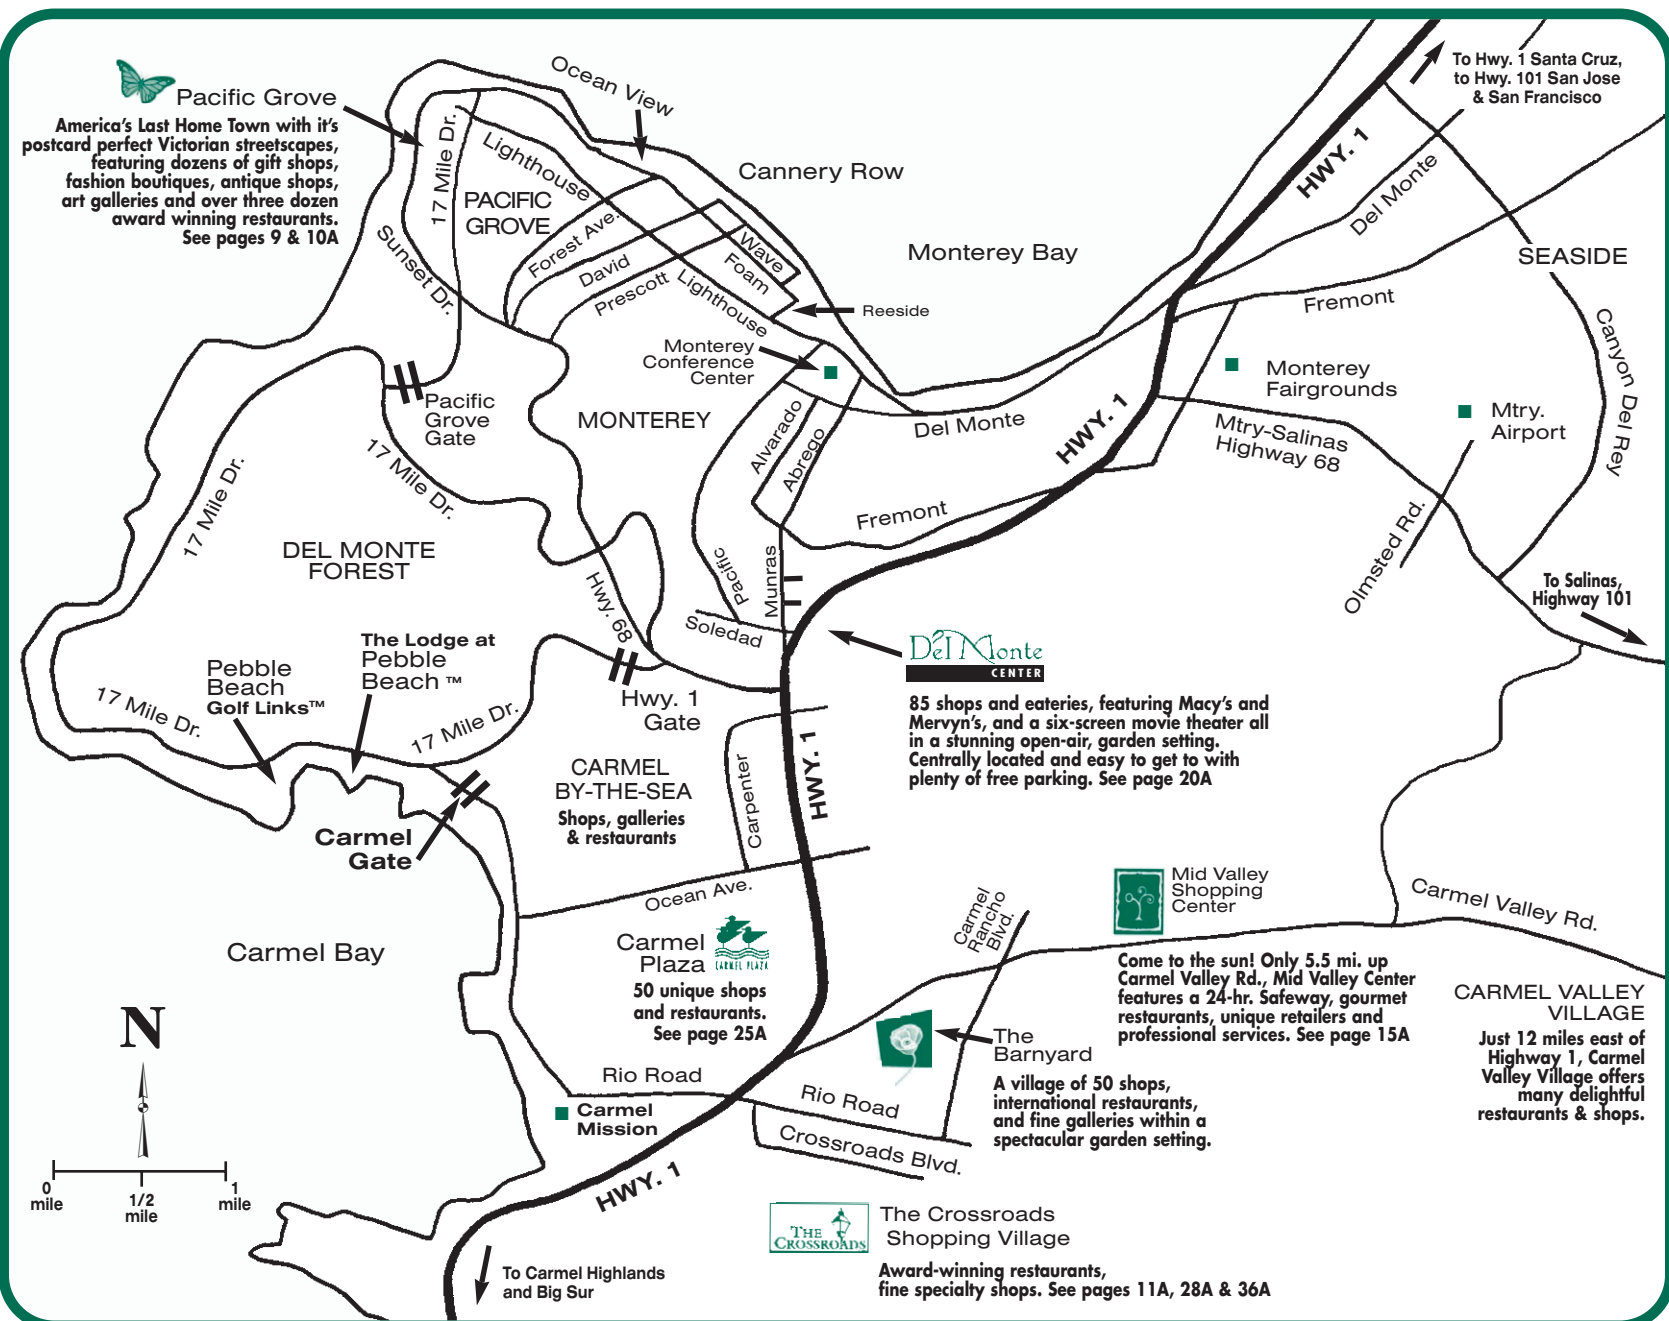 Pacific Grove
America's Last Home Town with it's
postcard perfect Victorian streetscapes,
featuring dozens of gift shops,
fashion boutiques, antique shops,
art galleries and over three dozen
award winning restaurants.
See pages 9 & 10A
Ocean View
17 Mile Dr.
Lighthouse
PACIFIC
GROVE
Sunset Dr.
Forest Ave.
David
Prescott
Lighthouse
Wave
Foam
Reeside
Cannery Row
Monterey Bay
HWY. 1
To Hwy. 1 Santa Cruz,
to Hwy. 101 San Jose
& San Francisco
Del Monte
SEASIDE
Fremont
Canyon Del Rey
Monterey
Fairgrounds
Mtry.
Airport
Mtry-Salinas
Highway 68
Olmsted Rd.
To Salinas,
Highway 101
Monterey
Conference
Center
MONTEREY
Alvarado
Abrego
Del Monte
HWY. 1
Fremont
Pacific
Munras
Soledad
Hwy. 68
Pacific
Grove
Gate
17 Mile Dr.
17 Mile Dr.
DEL MONTE
FOREST
The Lodge at
Pebble
Beach ™
Pebble
Beach
Golf Links™
17 Mile Dr.
17 Mile Dr.
Hwy. 1
Gate
Del Monte
CENTER
85 shops and eateries, featuring Macy's and
Mervyn's, and a six-screen movie theater all
in a stunning open-air, garden setting.
Centrally located and easy to get to with
plenty of free parking. See page 20A
CARMEL
BY-THE-SEA
Shops, galleries
& restaurants
Carpenter
HWY. 1
Carmel
Gate
Ocean Ave.
Carmel
Plaza
CARMEL PLAZA
50 unique shops
and restaurants.
See page 25A
Carmel Bay
Carmel
Rancho
Blvd.
Mid Valley
Shopping
Center
Come to the sun! Only 5.5 mi. up
Carmel Valley Rd., Mid Valley Center
features a 24-hr. Safeway, gourmet
restaurants, unique retailers and
professional services. See page 15A
Carmel Valley Rd.
CARMEL VALLEY
VILLAGE
Just 12 miles east of
Highway 1, Carmel
Valley Village offers
many delightful
restaurants & shops.
The
Barnyard
A village of 50 shops,
international restaurants,
and fine galleries within a
spectacular garden setting.
Rio Road
Rio Road
Crossroads Blvd.
Carmel
Mission
HWY. 1
N
0
mile
1/2
mile
1
mile
To Carmel Highlands
and Big Sur
THE
CROSSROADS
The Crossroads
Shopping Village
Award-winning restaurants,
fine specialty shops. See pages 11A, 28A & 36A